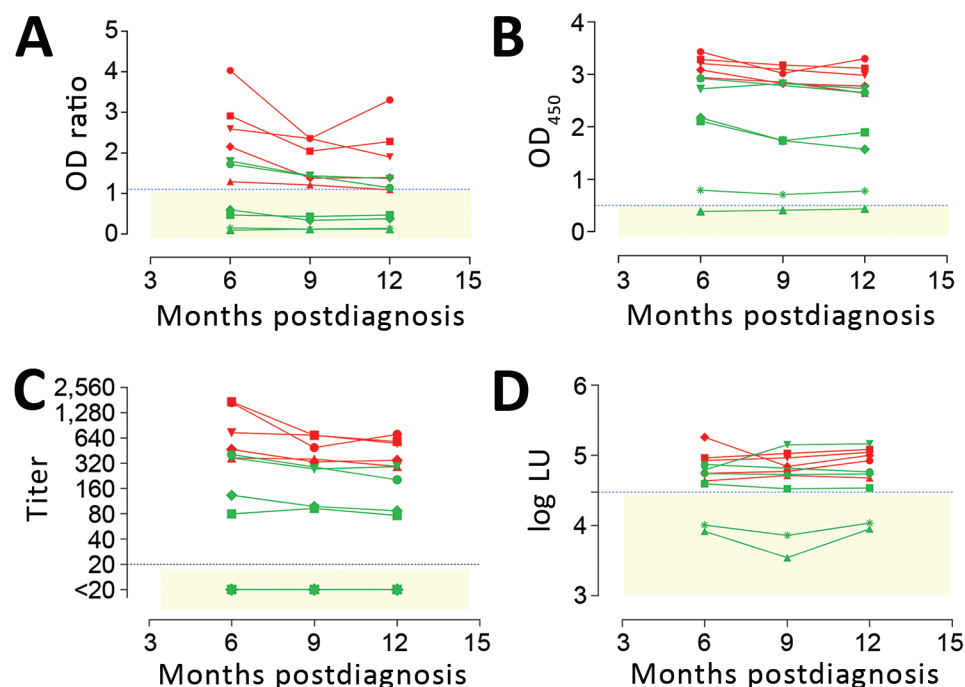 A
5
4
3
2
1
0
OD ratio
3 6 9 12 15
Months postdiagnosis
B
4
3
2
1
0
OD450
3 6 9 12 15
Months postdiagnosis
C
2,560
1,280
640
320
160
80
40
20
<20
Titer
3 6 9 12 15
Months postdiagnosis
D
6
5
4
3
log LU
3 6 9 12 15
Months postdiagnosis